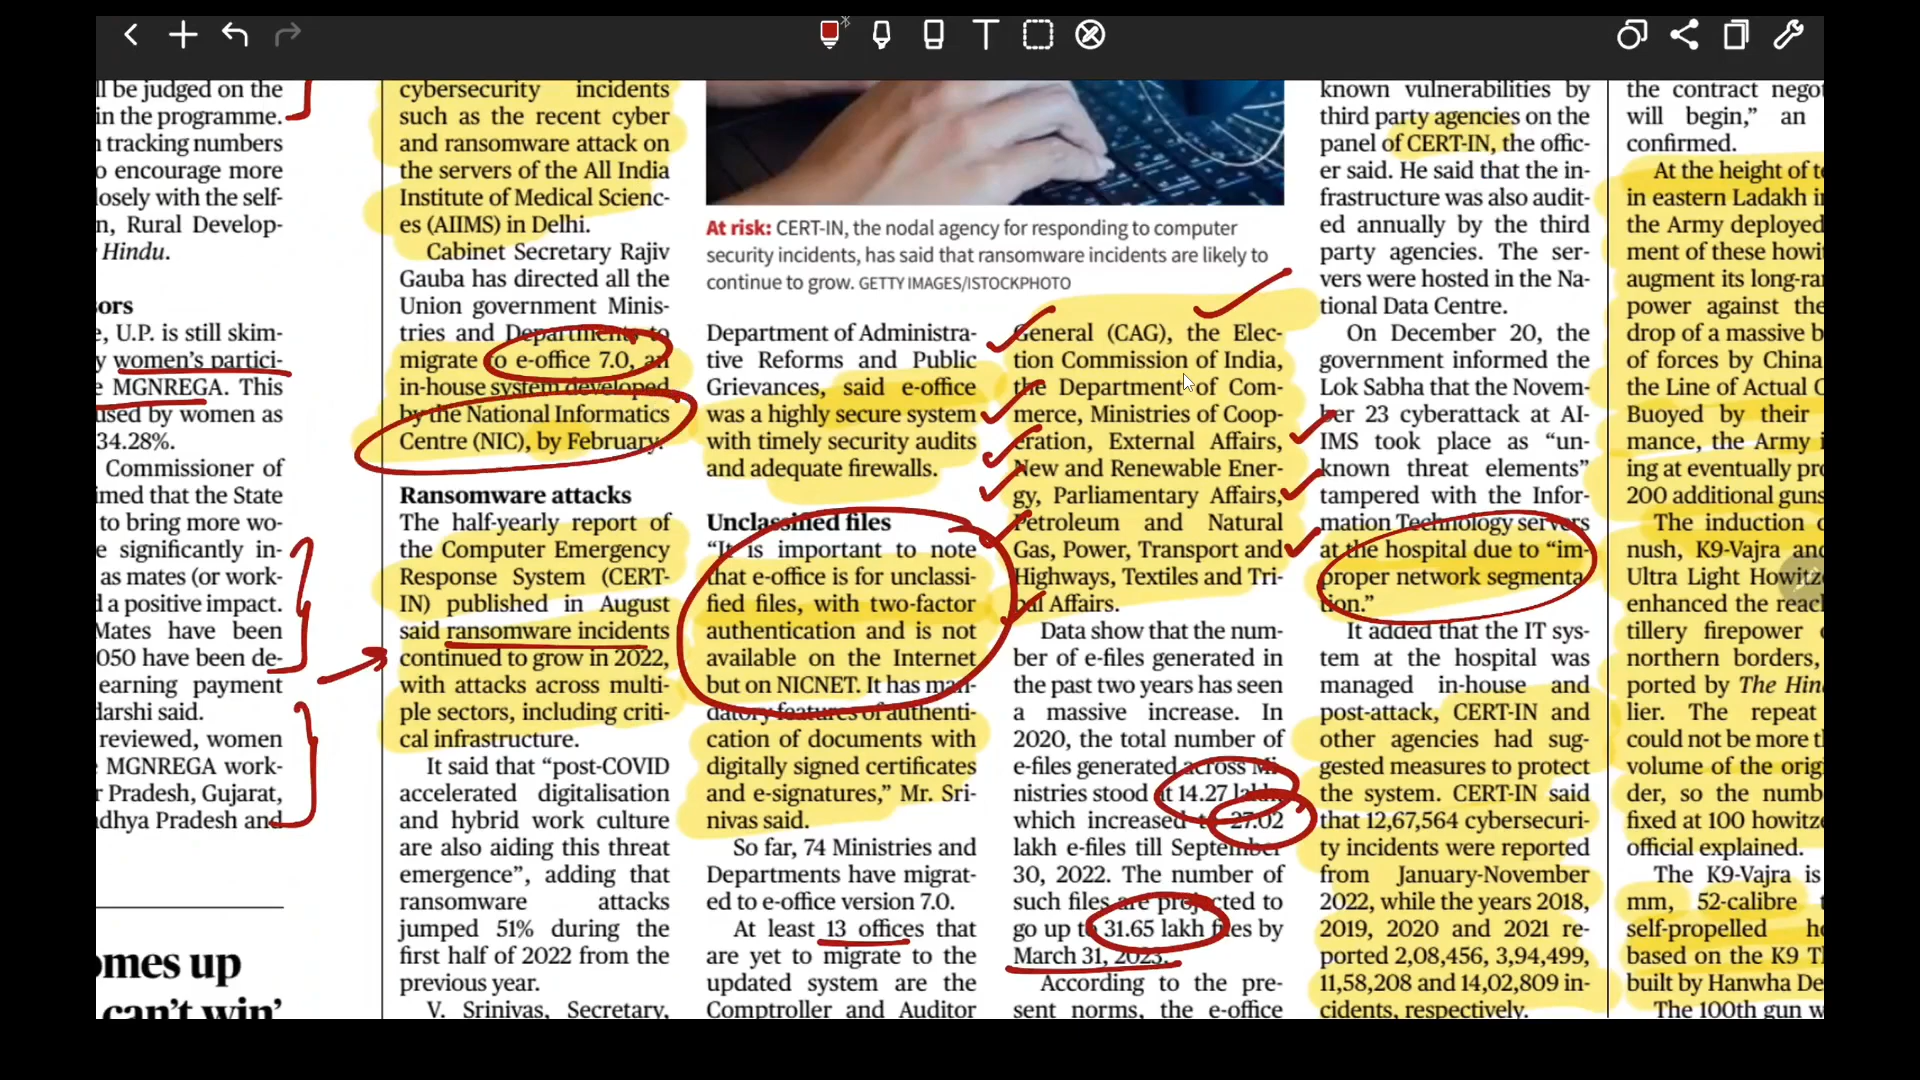 ll be judged on the
in the programme.
tracking numbers
o encourage more
losely with the self-
n, Rural Develop-
Hindu.
sors
e, U.P. is still skim-
y women's partici-
e MGNREGA. This
used by women as
34.28%.
Commissioner of
imed that the State
to bring more wo-
e significantly in-
as mates (or work-
d a positive impact.
Mates have been
050 have been de-
earning payment
darshi said.
reviewed, women
MGNREGA work-
r Pradesh, Gujarat,
dhya Pradesh and
omes up
can't win'
cybersecurity incidents
such as the recent cyber
and ransomware attack on
the servers of the All India
Institute of Medical Scienc-
es (AIIMS) in Delhi.
Cabinet Secretary Rajiv
Gauba has directed all the
Union government Minis-
tries and Departments to
migrate to e-office 7.0, an
in-house system developed
by the National Informatics
Centre (NIC), by February.
Ransomware attacks
The half-yearly report of
the Computer Emergency
Response System (CERT-
IN) published in August
said ransomware incidents
continued to grow in 2022,
with attacks across multi-
ple sectors, including criti-
cal infrastructure.
It said that “post-COVID
accelerated digitalisation
and hybrid work culture
are also aiding this threat
emergence”, adding that
ransomware attacks
jumped 51% during the
first half of 2022 from the
previous year.
V. Srinivas, Secretary,
At risk: CERT-IN, the nodal agency for responding to computer
security incidents, has said that ransomware incidents are likely to
continue to grow. GETTY IMAGES/ISTOCKPHOTO
Department of Administra-
tive Reforms and Public
Grievances, said e-office
was a highly secure system
with timely security audits
and adequate firewalls.
Unclassified files
“It is important to note
that e-office is for unclassi-
fied files, with two-factor
authentication and is not
available on the Internet
but on NICNET. It has man-
datory features of authenti-
cation of documents with
digitally signed certificates
and e-signatures,” Mr. Sri-
nivas said.
So far, 74 Ministries and
Departments have migrat-
ed to e-office version 7.0.
At least 13 offices that
are yet to migrate to the
updated system are the
Comptroller and Auditor
General (CAG), the Elec-
tion Commission of India,
the Department of Com-
merce, Ministries of Coop-
eration, External Affairs,
New and Renewable Ener-
gy, Parliamentary Affairs,
Petroleum and Natural
Gas, Power, Transport and
Highways, Textiles and Tri-
bal Affairs.
Data show that the num-
ber of e-files generated in
the past two years has seen
a massive increase. In
2020, the total number of
e-files generated across Mi-
nistries stood at 14.27 lakh,
which increased to 27.02
lakh e-files till September
30, 2022. The number of
such files are projected to
go up to 31.65 lakh files by
March 31, 2023.
According to the pre-
sent norms, the e-office
known vulnerabilities by
third party agencies on the
panel of CERT-IN, the offic-
er said. He said that the in-
frastructure was also audit-
ed annually by the third
party agencies. The ser-
vers were hosted in the Na-
tional Data Centre.
On December 20, the
government informed the
Lok Sabha that the Novem-
ber 23 cyberattack at AI-
IMS took place as “un-
known threat elements”
tampered with the Infor-
mation Technology servers
at the hospital due to “im-
proper network segmenta
tion.”
It added that the IT sys-
tem at the hospital was
managed in-house and
post-attack, CERT-IN and
other agencies had sug-
gested measures to protect
the system. CERT-IN said
that 12,67,564 cybersecuri-
ty incidents were reported
from January-November
2022, while the years 2018,
2019, 2020 and 2021 re-
ported 2,08,456, 3,94,499,
11,58,208 and 14,02,809 in-
cidents, respectively.
the contract negot
will begin,” an
confirmed.
At the height of te
in eastern Ladakh in
the Army deployed
ment of these howi
augment its long-ra
power against the
drop of a massive b
of forces by China
the Line of Actual C
Buoyed by their
mance, the Army i
ing at eventually pro
200 additional guns
The induction o
nush, K9-Vajra and
Ultra Light Howitze
enhanced the reac
tillery firepower
northern borders,
ported by The Hin
lier. The repeat
could not be more t
volume of the orig
der, so the numb
fixed at 100 howitze
official explained.
The K9-Vajra is
mm, 52-calibre
self-propelled ho
based on the K9 T
built by Hanwha De
The 100th gun w